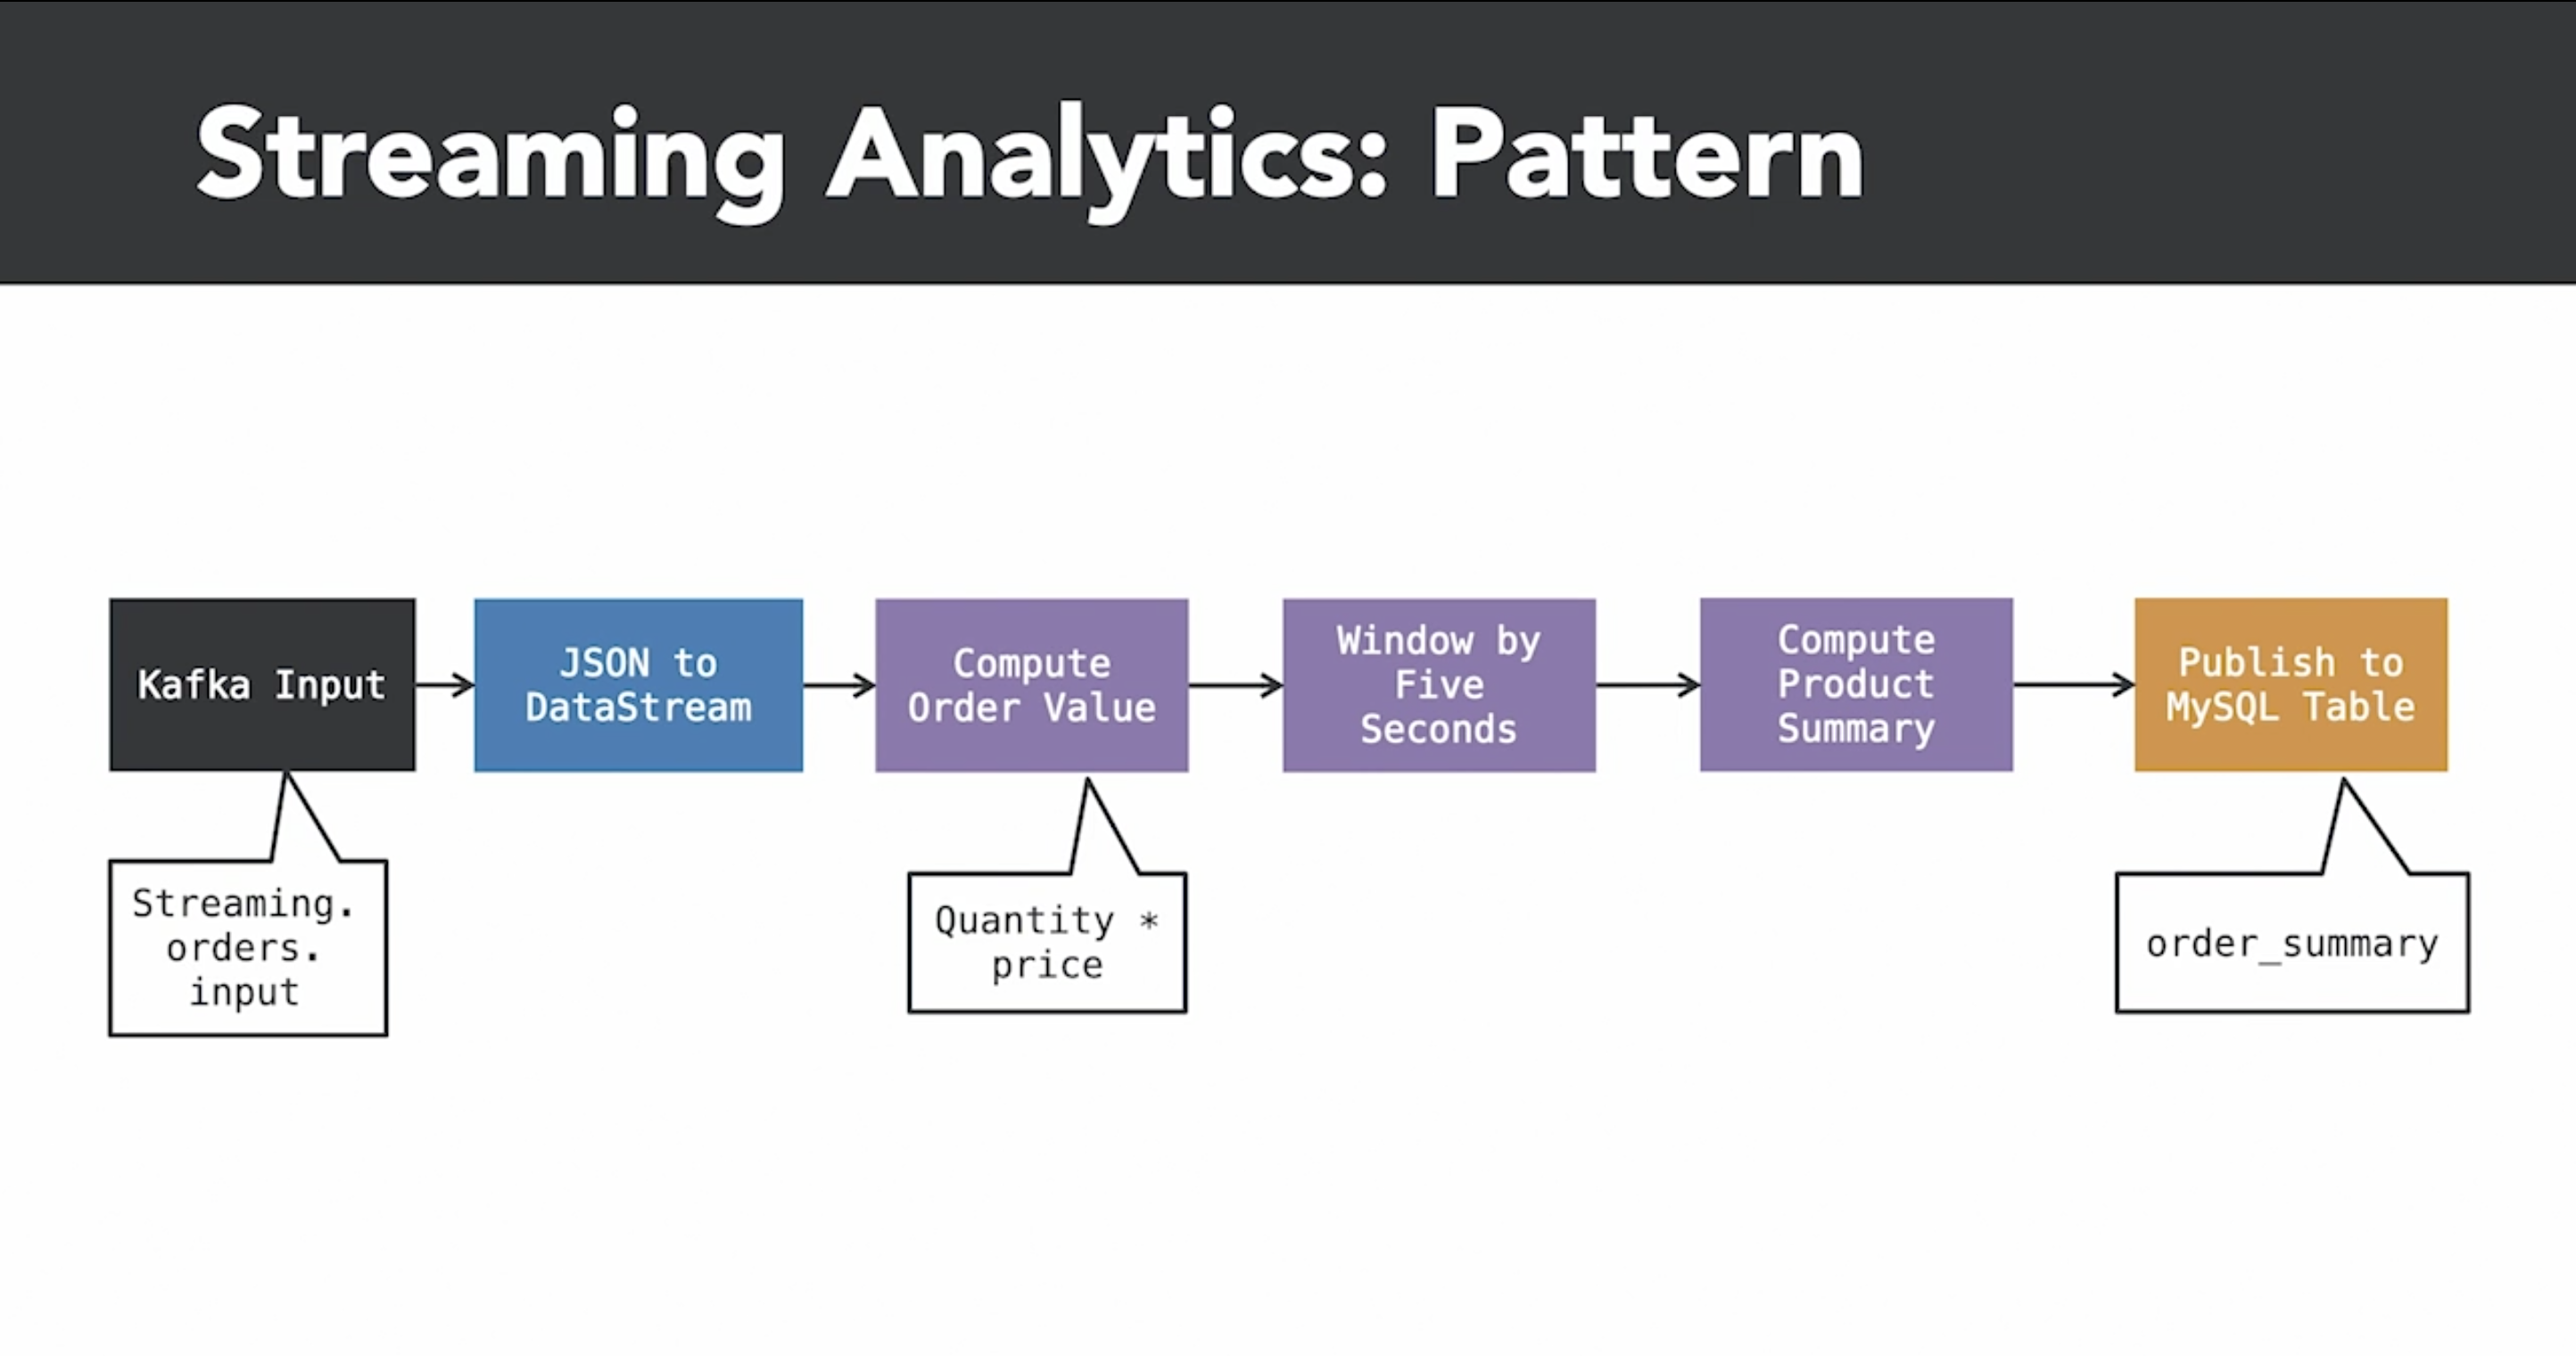 Streaming Analytics: Pattern
Kafka Input
JSON to
DataStream
Compute
Order Value
Window by
Five
Seconds
Compute
Product
Summary
Publish to
MySQL Table
Streaming.
orders.
input
Quantity *
price
order_summary